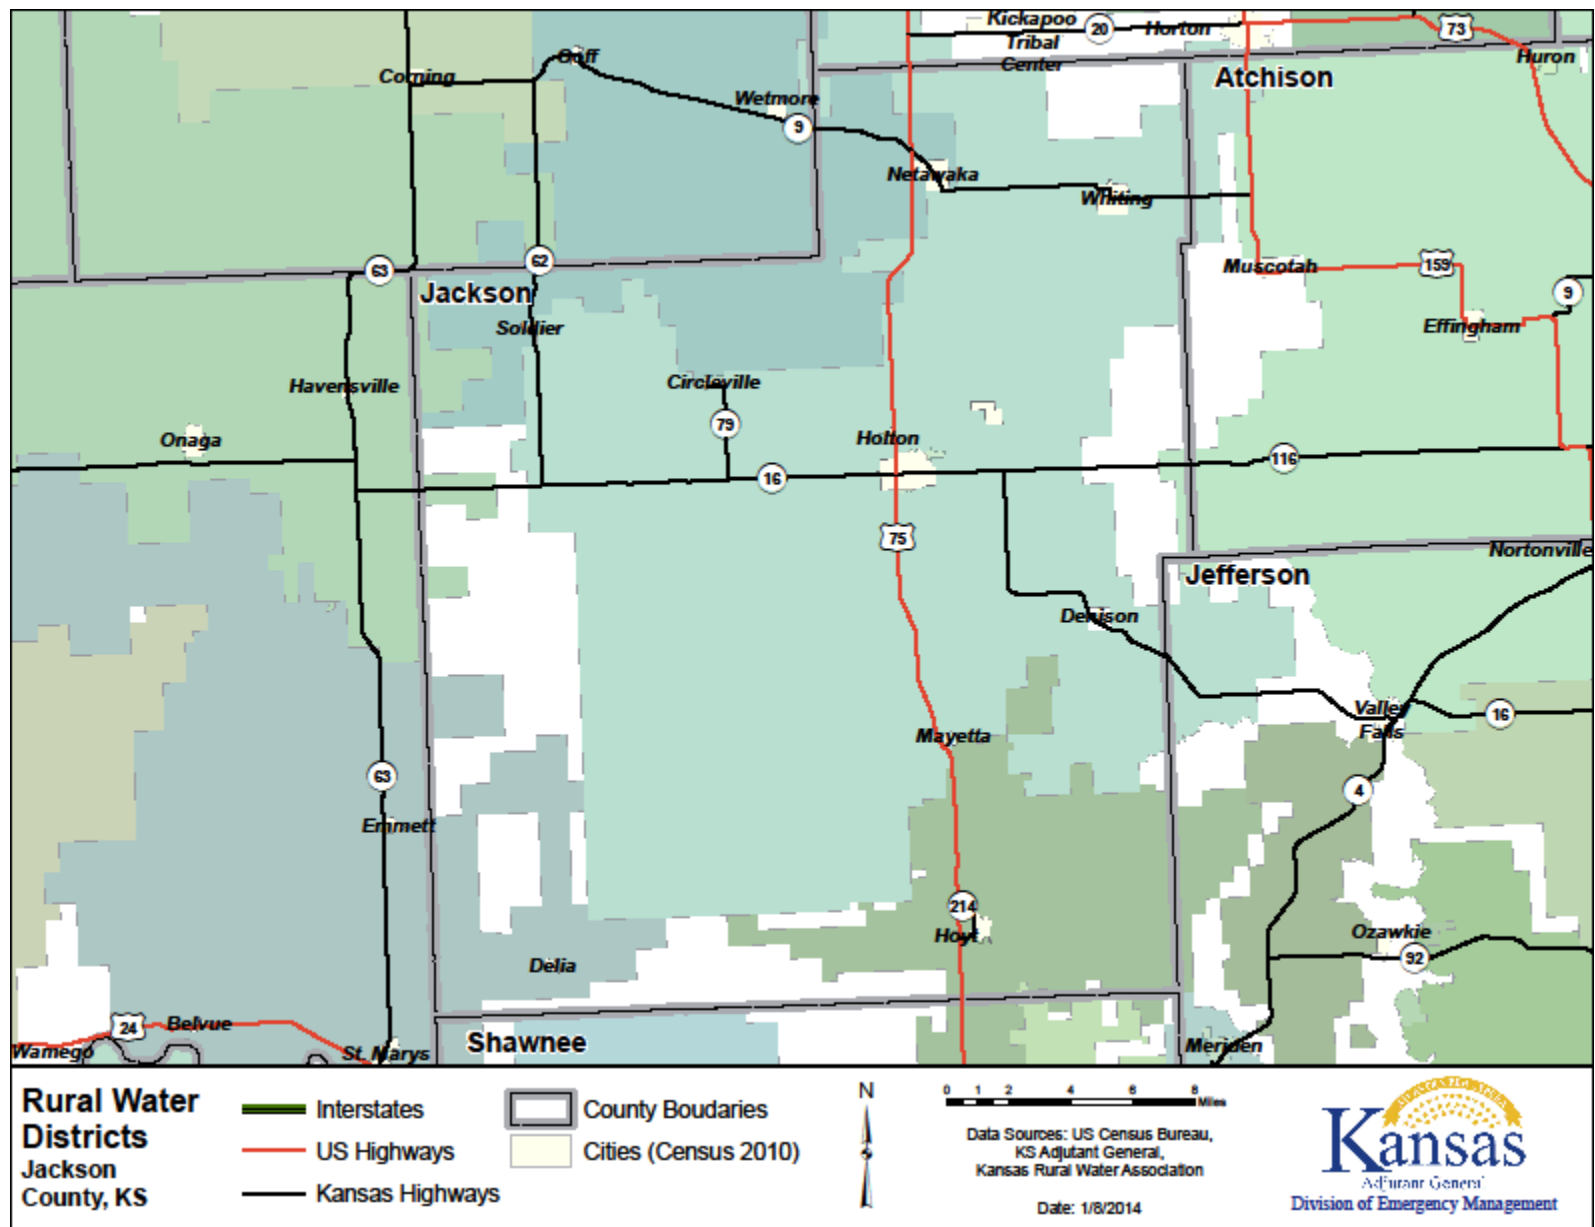 Kickapoo
Tribal
Center
20
Horton
73
Huron
Atchison
Goff
Corning
Wetmore
9
Netawaka
Whiting
63
62
Muscotah
159
9
Jackson
Soldier
Effingham
Havensville
Circleville
79
Onaga
Holton
16
116
75
Nortonville
Jefferson
Denison
Valley
Falls
16
Mayetta
63
4
Emmett
214
Hoyt
Ozawkie
92
Delia
24
Belvue
Wamego
St. Marys
Shawnee
Meriden
Rural Water
Districts
Jackson
County, KS
Interstates
US Highways
Kansas Highways
County Boudaries
Cities (Census 2010)
N
0 1 2 4 6 8
Miles
Data Sources: US Census Bureau,
KS Adjutant General,
Kansas Rural Water Association
Date: 1/8/2014
Kansas
Adjutant General
Division of Emergency Management